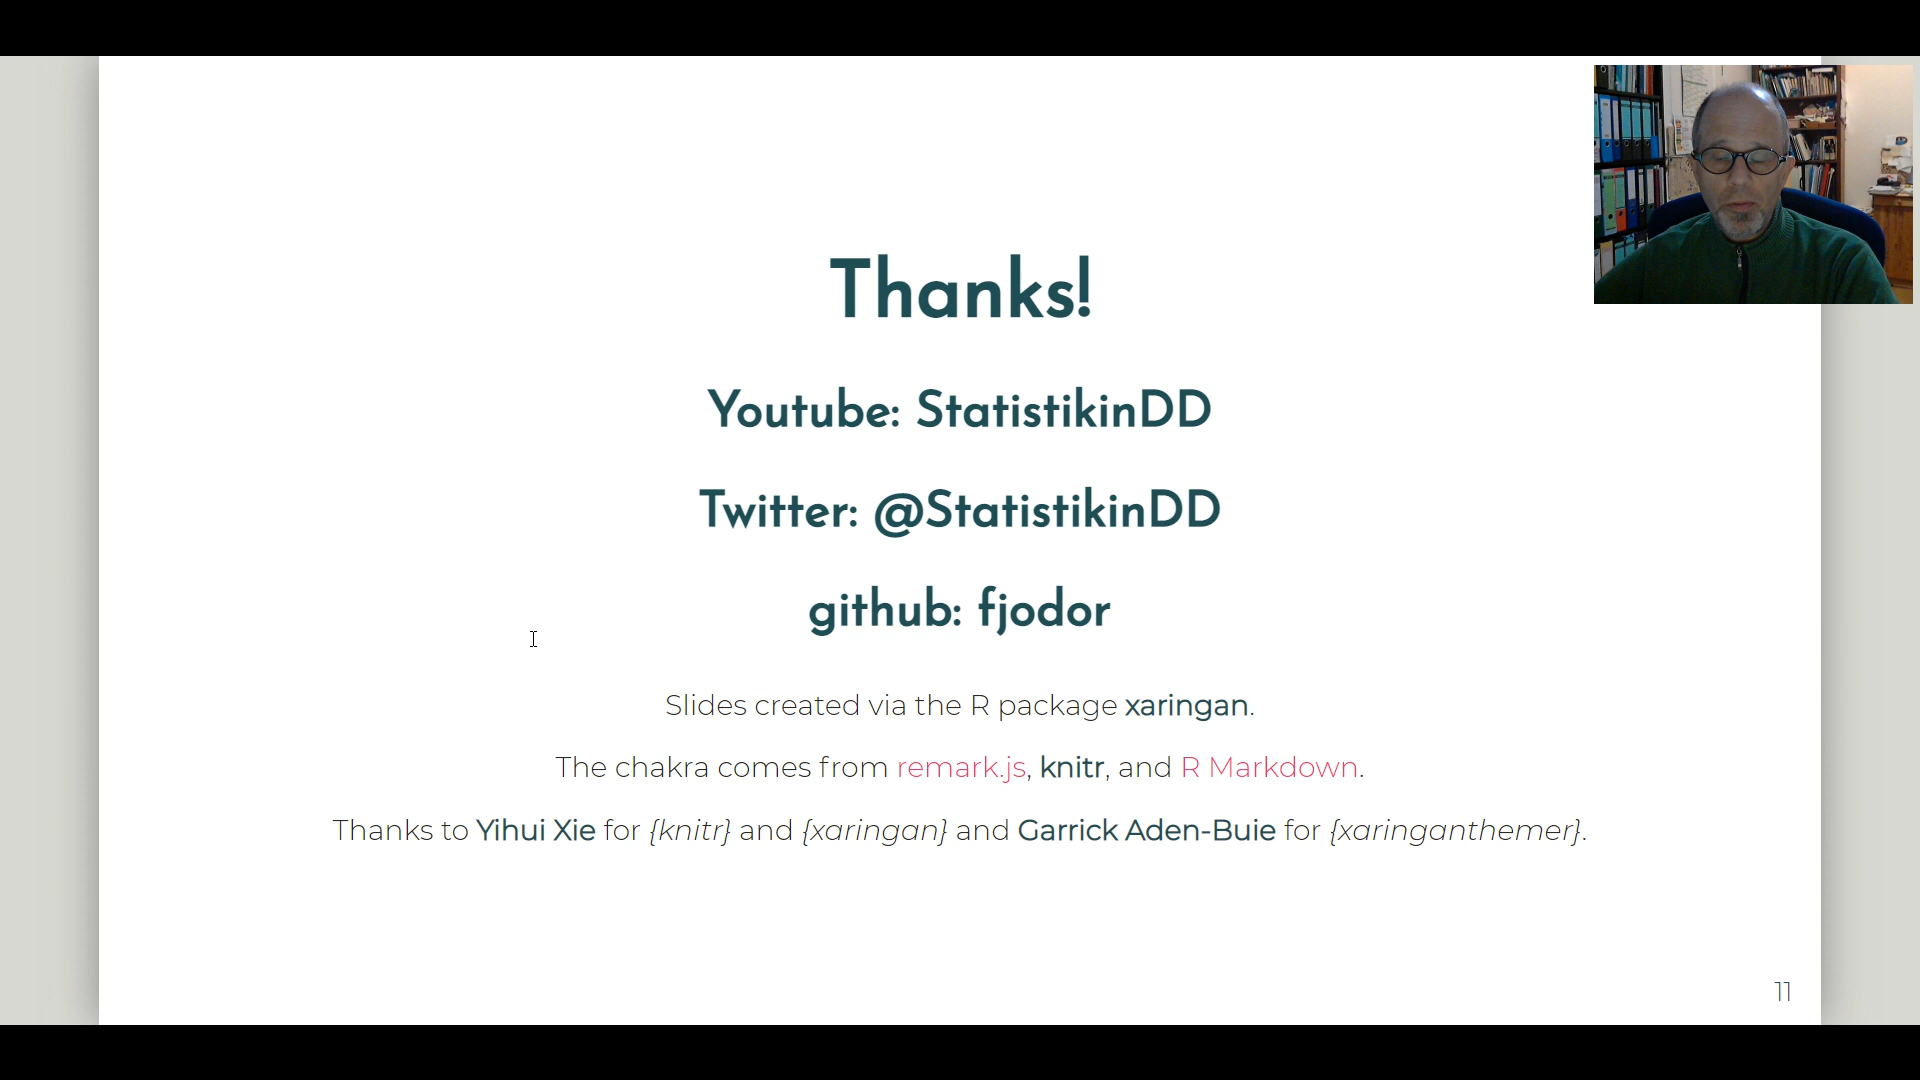 Thanks!
Youtube: StatistikinDD
Twitter: @StatistikinDD
github: fjodor
Slides created via the R package xaringan.
The chakra comes from remark.js, knitr, and R Markdown.
Thanks to Yihui Xie for {knitr} and {xaringan} and Garrick Aden-Buie for {xaringanthemer}.
11